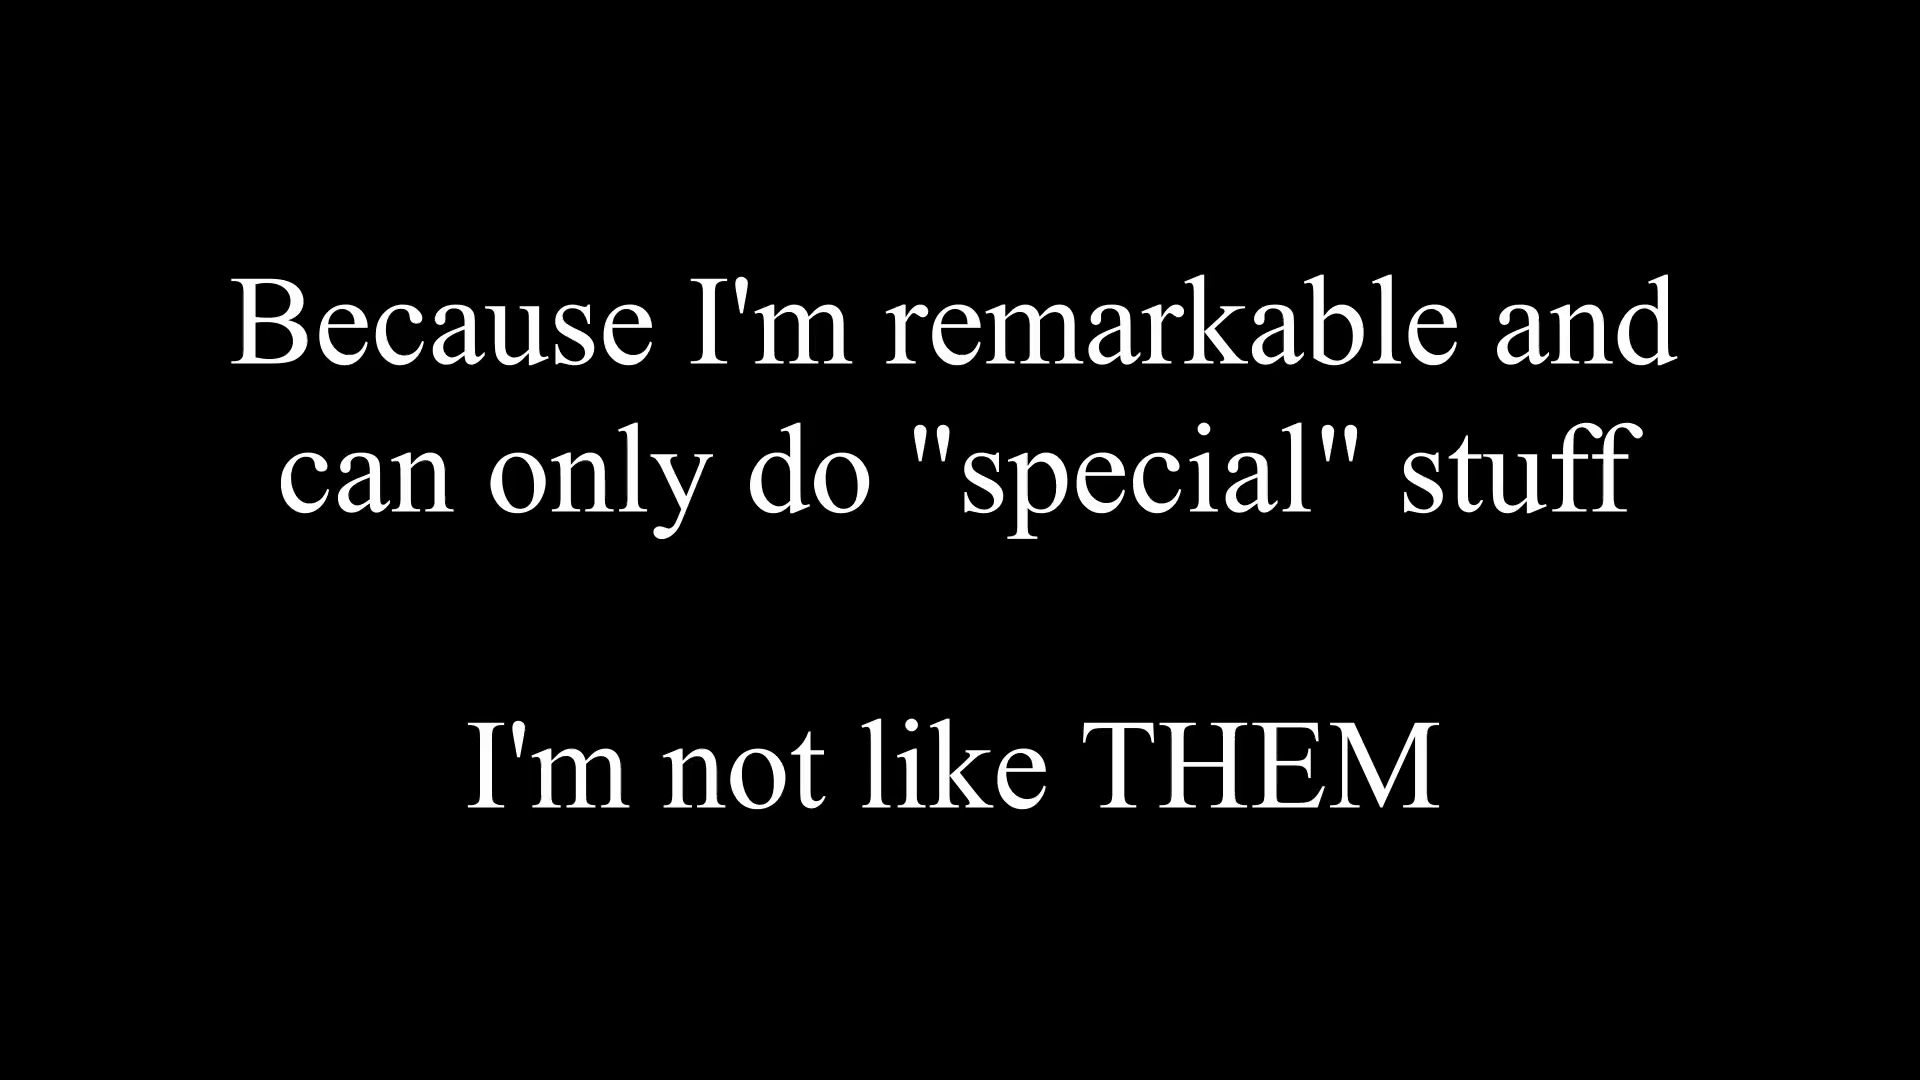 Because I'm remarkable and
can only do "special" stuff
I'm not like THEM